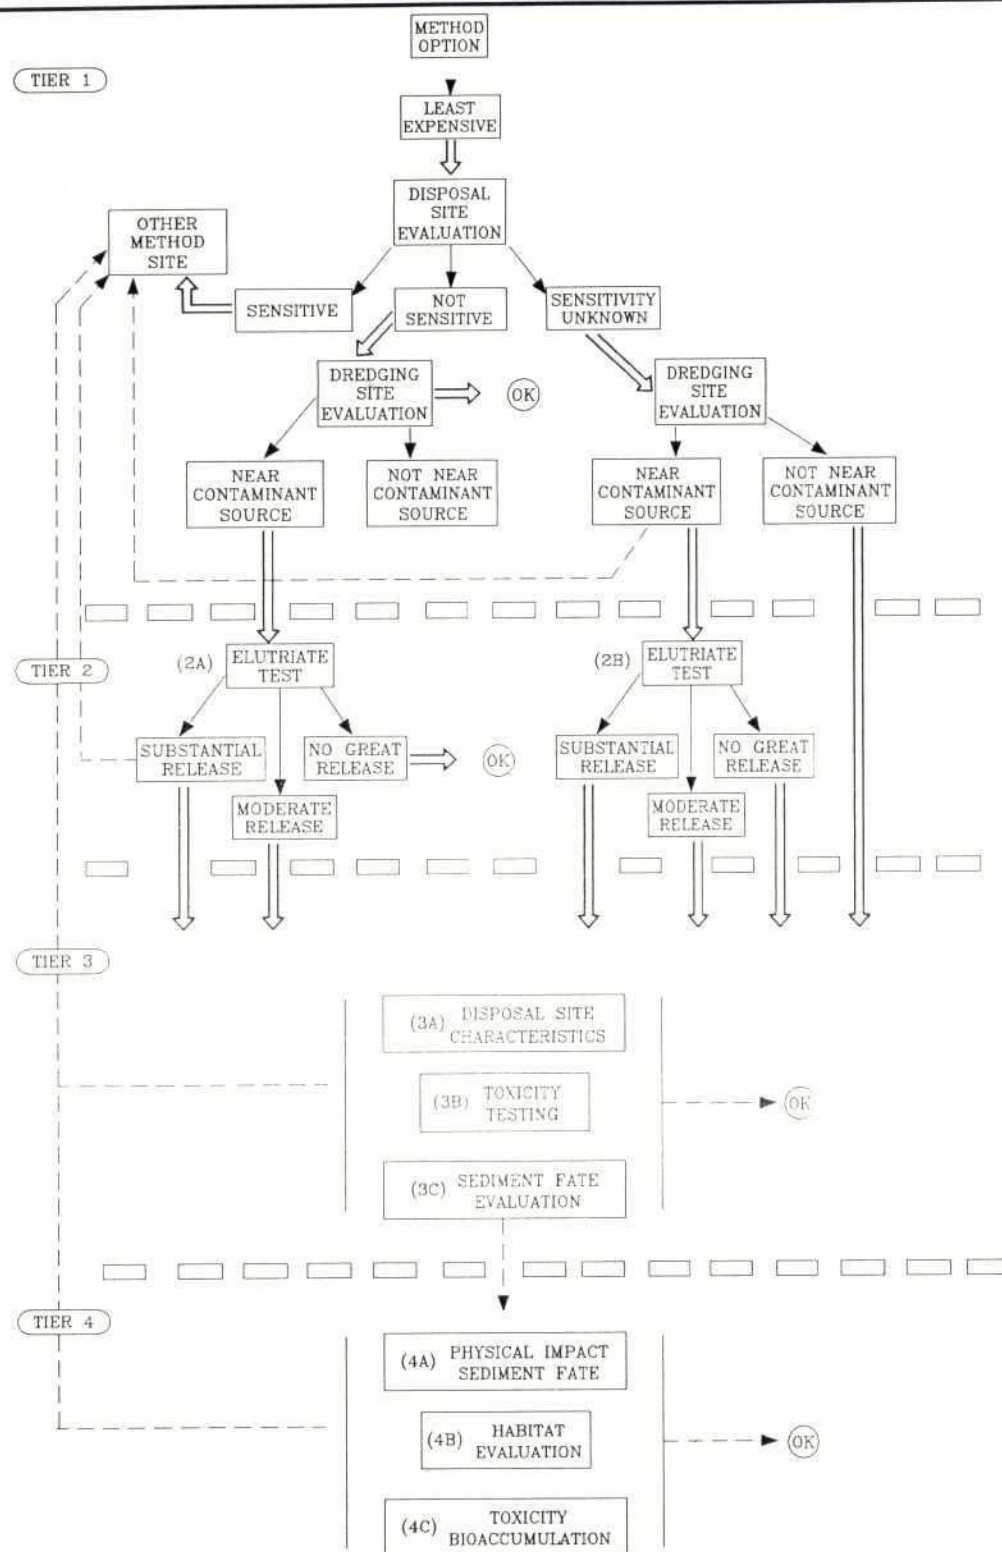 METHOD
OPTION
TIER 1
LEAST
EXPENSIVE
DISPOSAL
SITE
EVALUATION
OTHER
METHOD
SITE
SENSITIVE
NOT
SENSITIVE
SENSITIVITY
UNKNOWN
DREDGING
SITE
EVALUATION
OK
DREDGING
SITE
EVALUATION
NEAR
CONTAMINANT
SOURCE
NOT NEAR
CONTAMINANT
SOURCE
NEAR
CONTAMINANT
SOURCE
NOT NEAR
CONTAMINANT
SOURCE
TIER 2
(2A)
ELUTRIATE
TEST
(2B)
ELUTRIATE
TEST
SUBSTANTIAL
RELEASE
NO GREAT
RELEASE
OK
MODERATE
RELEASE
SUBSTANTIAL
RELEASE
NO GREAT
RELEASE
MODERATE
RELEASE
TIER 3
(3A) DISPOSAL SITE
CHARACTERISTICS
(3B) TOXICITY
TESTING
OK
(3C) SEDIMENT FATE
EVALUATION
TIER 4
(4A) PHYSICAL IMPACT
SEDIMENT FATE
(4B) HABITAT
EVALUATION
OK
(4C) TOXICITY
BIOACCUMULATION